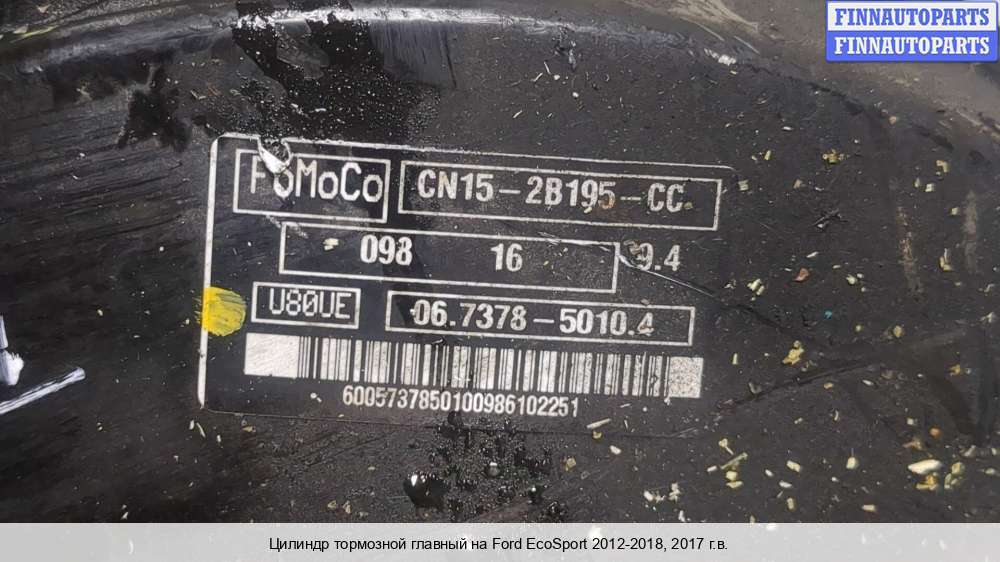 FINNAUTOPARTS
FINNAUTOPARTS
FoMoCo CN15-2B195-CC
098 16 9.4
U80UE 06.7378-5010.4
6005737850100986102251
Цилиндр тормозной главный на Ford EcoSport 2012-2018, 2017 г.в.